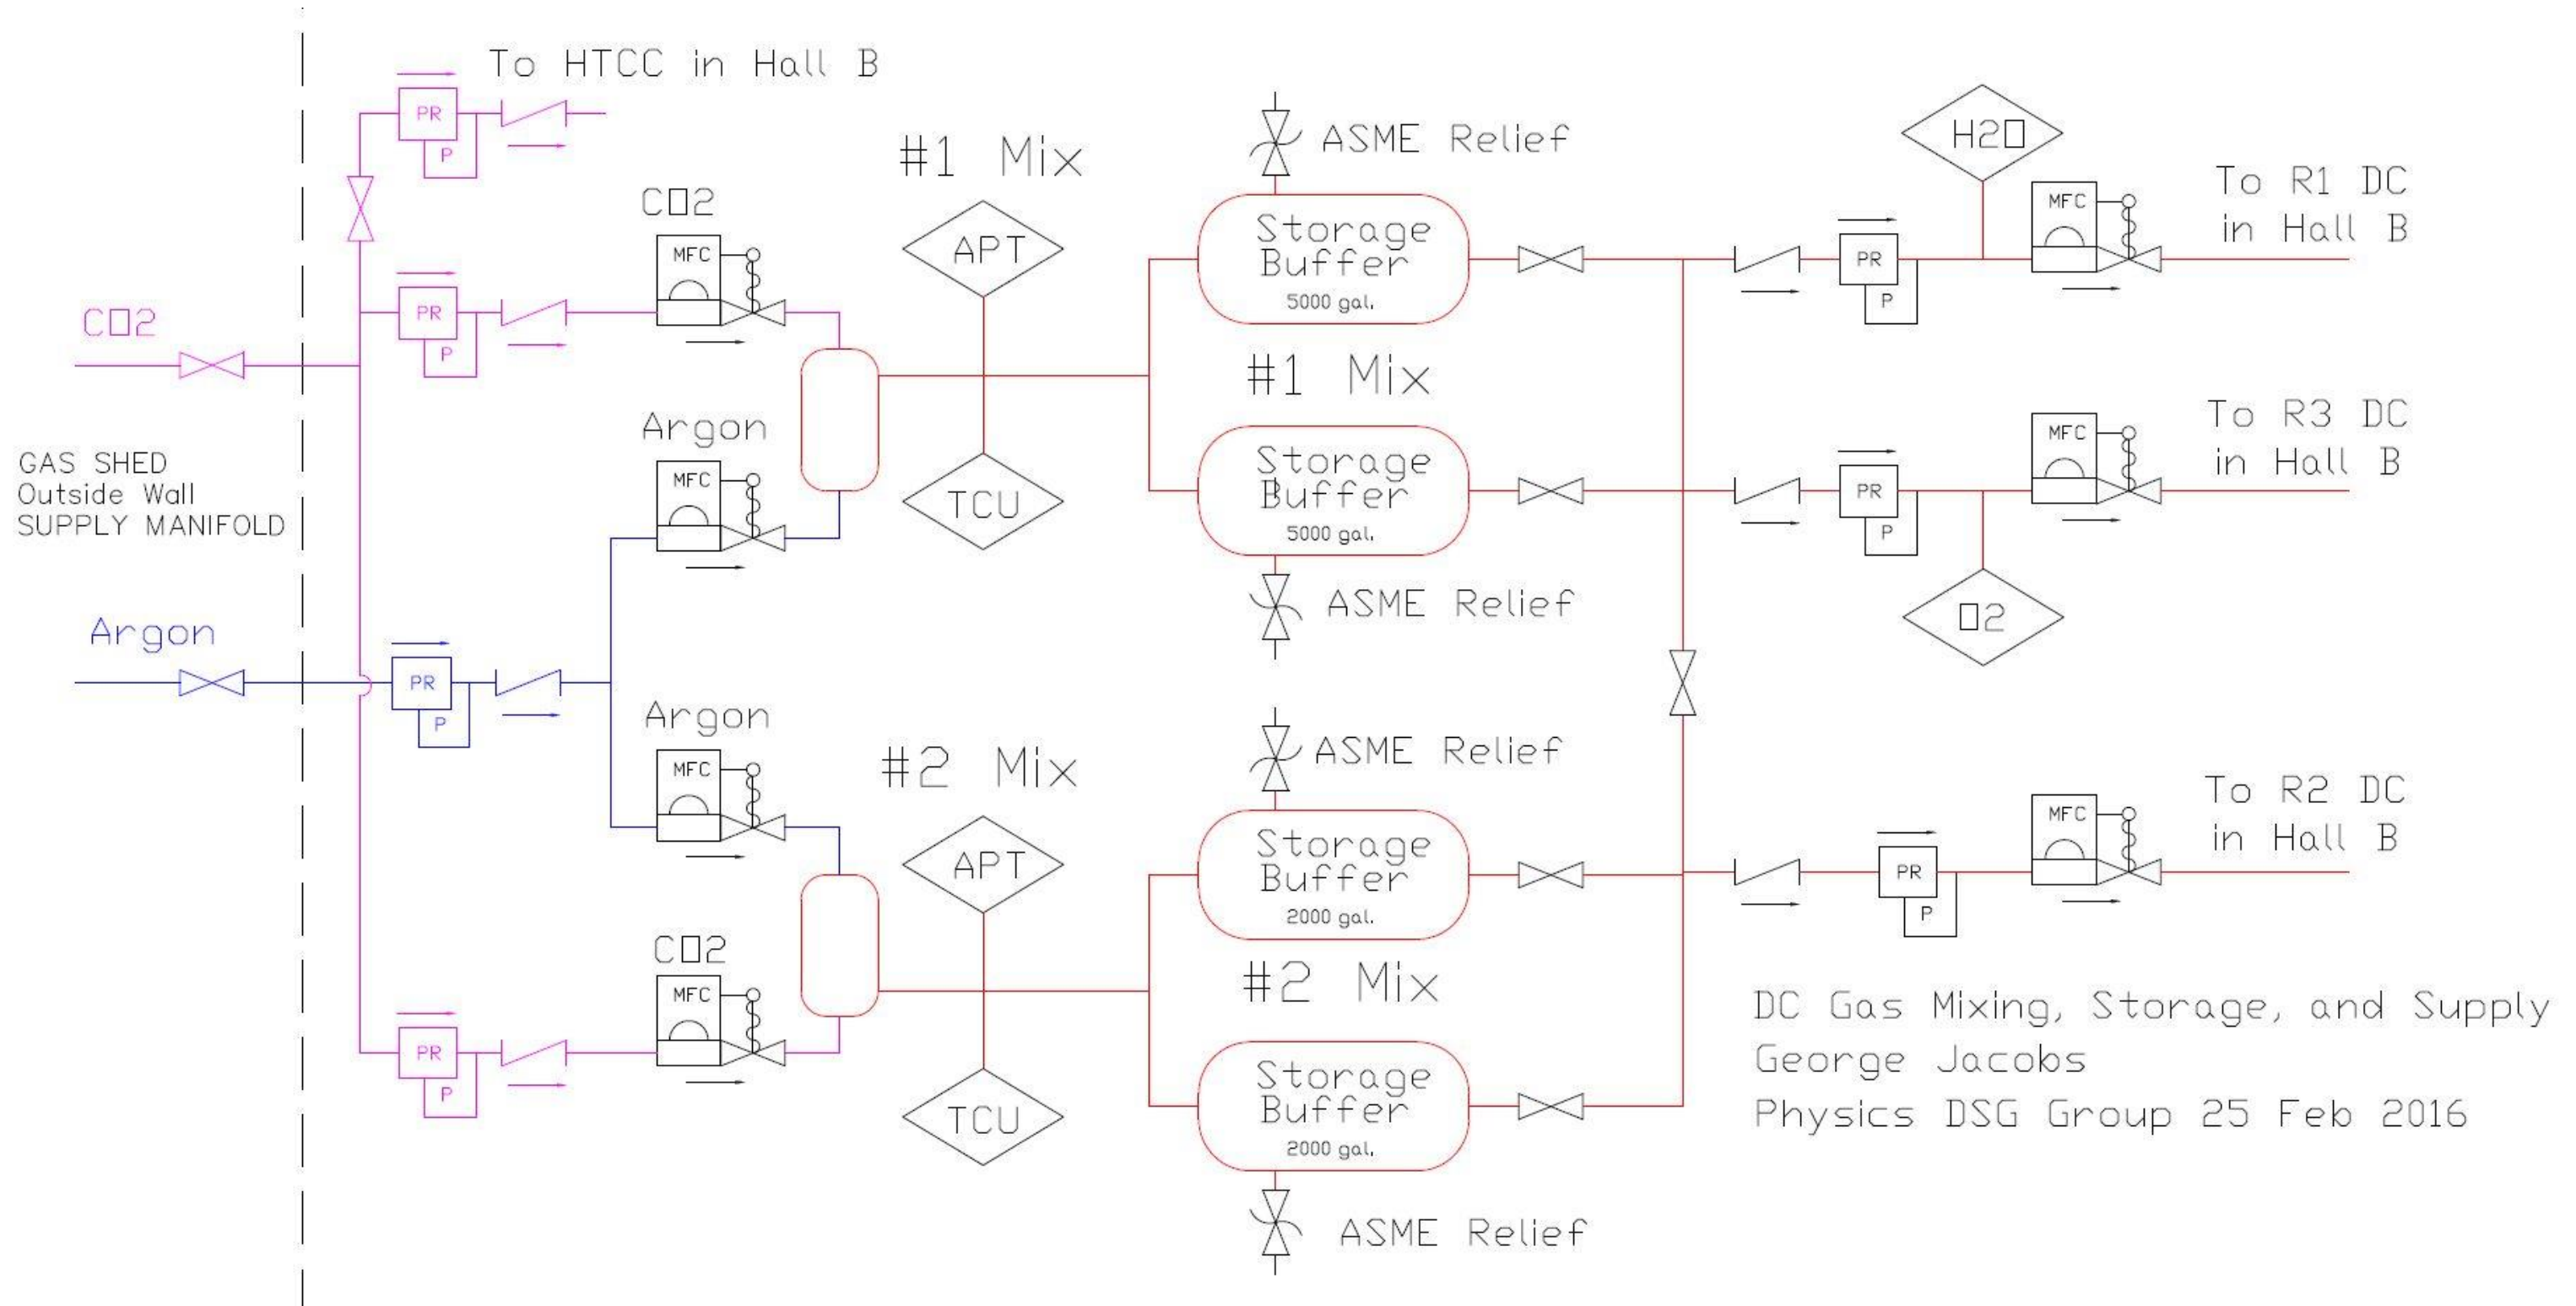 To HTCC in Hall B
PR
P
CO2
PR
P
CO2
MFC
#1 Mix
APT
TCU
Argon
MFC
GAS SHED
Outside Wall
SUPPLY MANIFOLD
Argon
PR
P
Argon
MFC
#2 Mix
APT
TCU
CO2
MFC
PR
P
ASME Relief
Storage
Buffer
5000 gal.
#1 Mix
Storage
Buffer
5000 gal.
ASME Relief
ASME Relief
Storage
Buffer
2000 gal.
#2 Mix
Storage
Buffer
2000 gal.
ASME Relief
H2O
PR
P
MFC
To R1 DC
in Hall B
PR
P
O2
MFC
To R3 DC
in Hall B
PR
P
MFC
To R2 DC
in Hall B
DC Gas Mixing, Storage, and Supply
George Jacobs
Physics DSG Group 25 Feb 2016